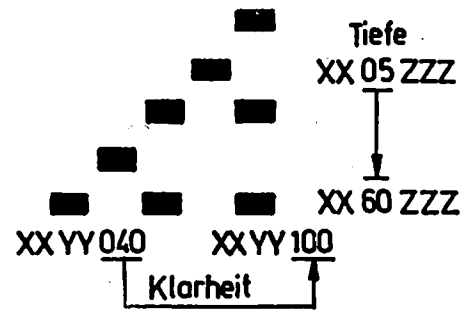 Tiefe
XX 05 ZZZ
XX 60 ZZZ
XX YY 040 XX YY 100
Klarheit